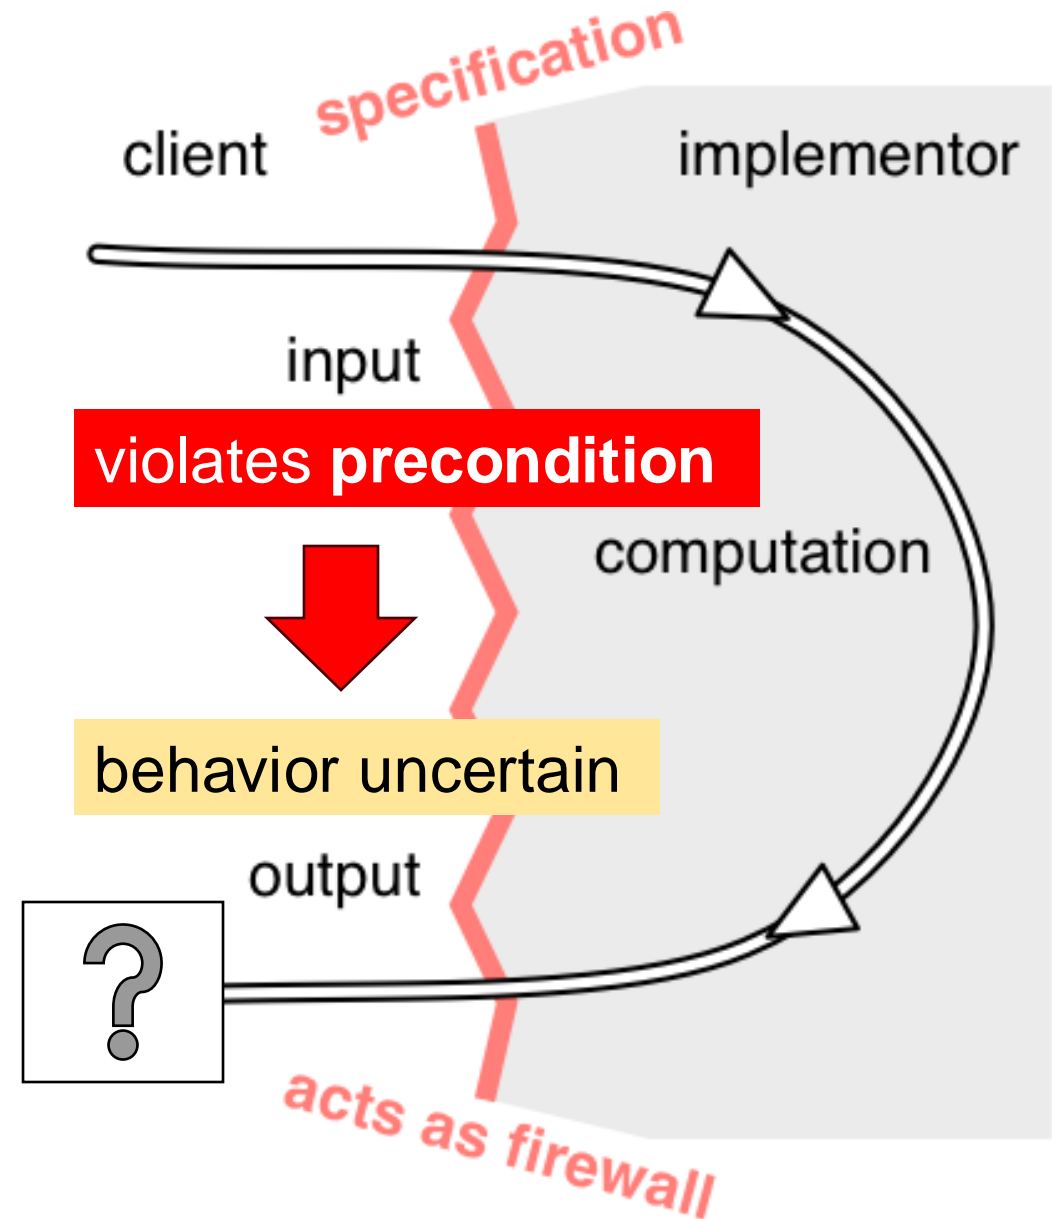 specification
client
implementor
input
violates precondition
computation
behavior uncertain
output
?
acts as firewall